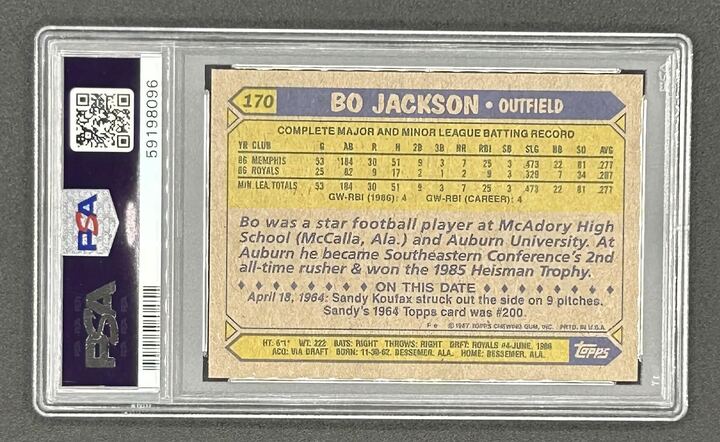 59198096
PSA
PSA
170 BO JACKSON • OUTFIELD
COMPLETE MAJOR AND MINOR LEAGUE BATTING RECORD
YR CLUB G AB R H 2B 3B HR RBI SB SLG BB SO AVG
86 MEMPHIS 53 184 30 51 9 3 7 25 3 .473 22 81 .277
86 ROYALS 25 82 9 17 2 1 2 9 3 .329 7 34 .207
MIN. LEA. TOTALS 53 184 30 51 9 3 7 25 3 .473 22 81 .277
GW-RBI (1986): 4 GW-RBI (CAREER): 4
Bo was a star football player at McAdory High
School (McCalla, Ala.) and Auburn University. At
Auburn he became Southeastern Conference's 2nd
all-time rusher & won the 1985 Heisman Trophy.
ON THIS DATE
April 18, 1964: Sandy Koufax struck out the side on 9 pitches.
Sandy's 1964 Topps card was #200.
© 1987 TOPPS CHEWING GUM, INC. PRTD. IN U.S.A.
HT: 6'1" WT: 222 BATS: RIGHT THROWS: RIGHT DRFT: ROYALS #4-JUNE, 1986
ACQ: VIA DRAFT BORN: 11-30-62, BESSEMER, ALA. HOME: BESSEMER, ALA.
topps